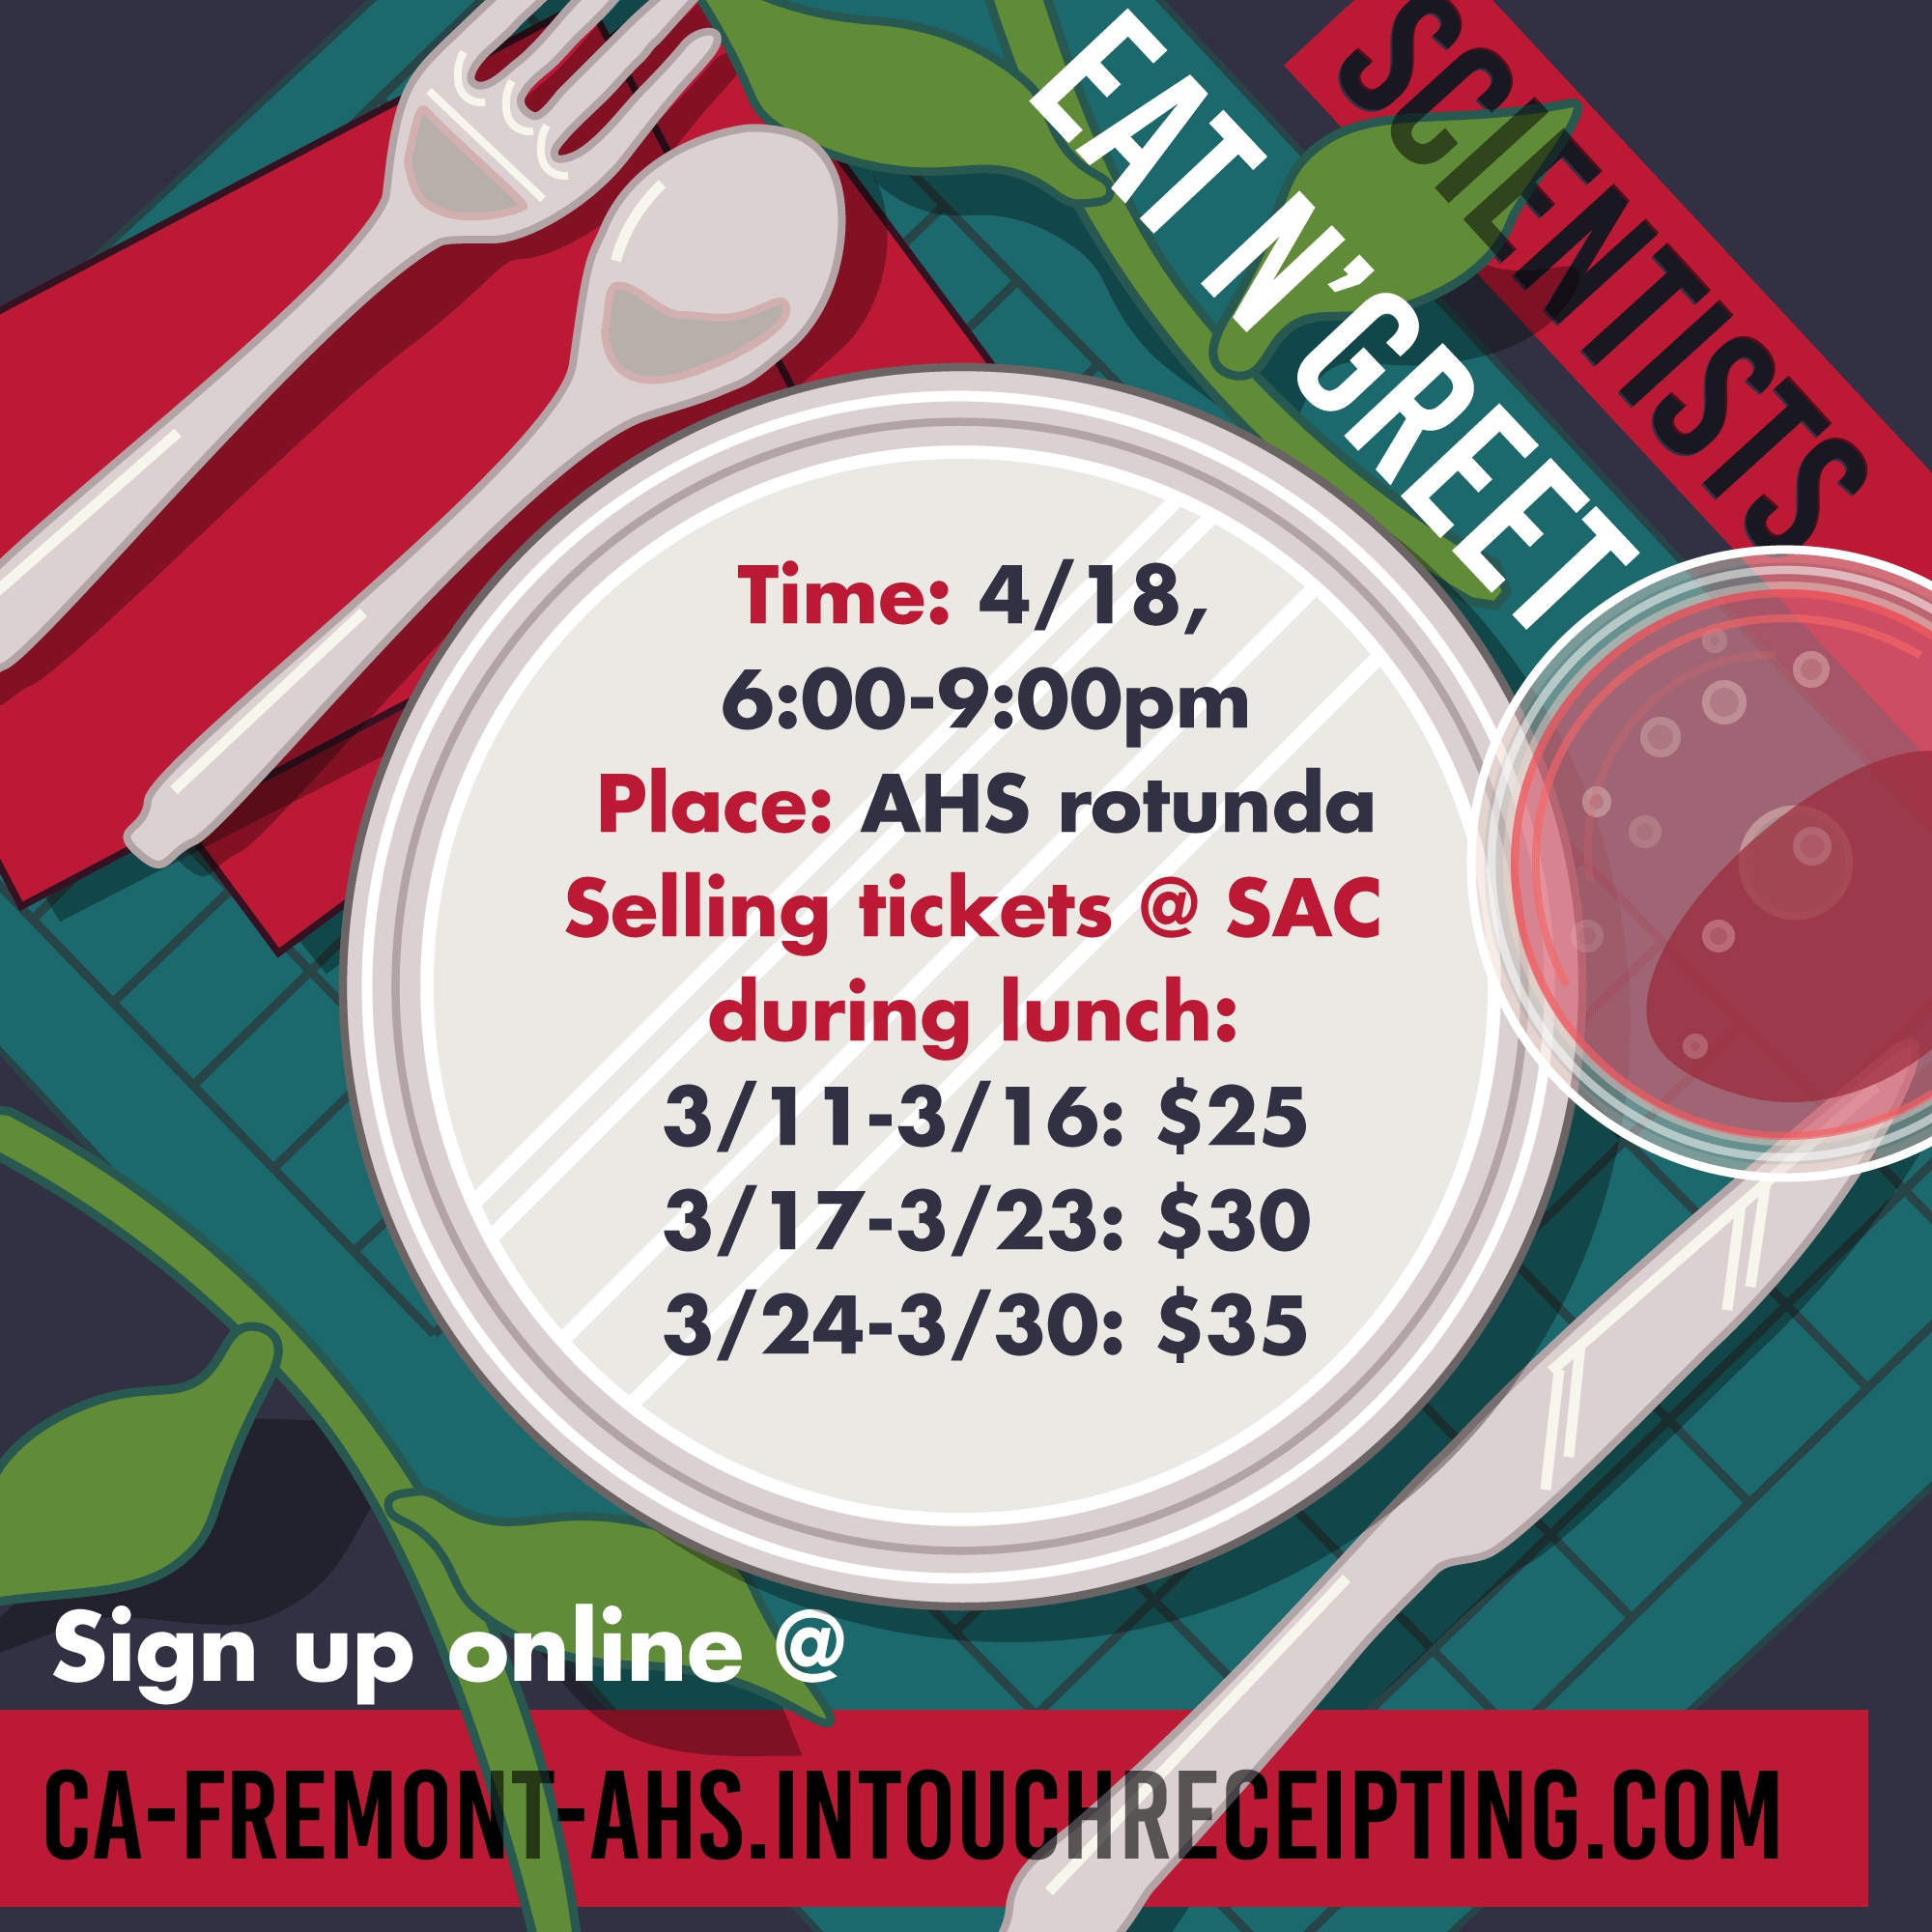 SCIENTISTS
EAT N' GREET
Time: 4/18,
6:00-9:00pm
Place: AHS rotunda
Selling tickets @ SAC
during lunch:
3/11-3/16: $25
3/17-3/23: $30
3/24-3/30: $35
Sign up online @
CA-FREMONT-AHS.INTOUCHRECEIPTING.COM